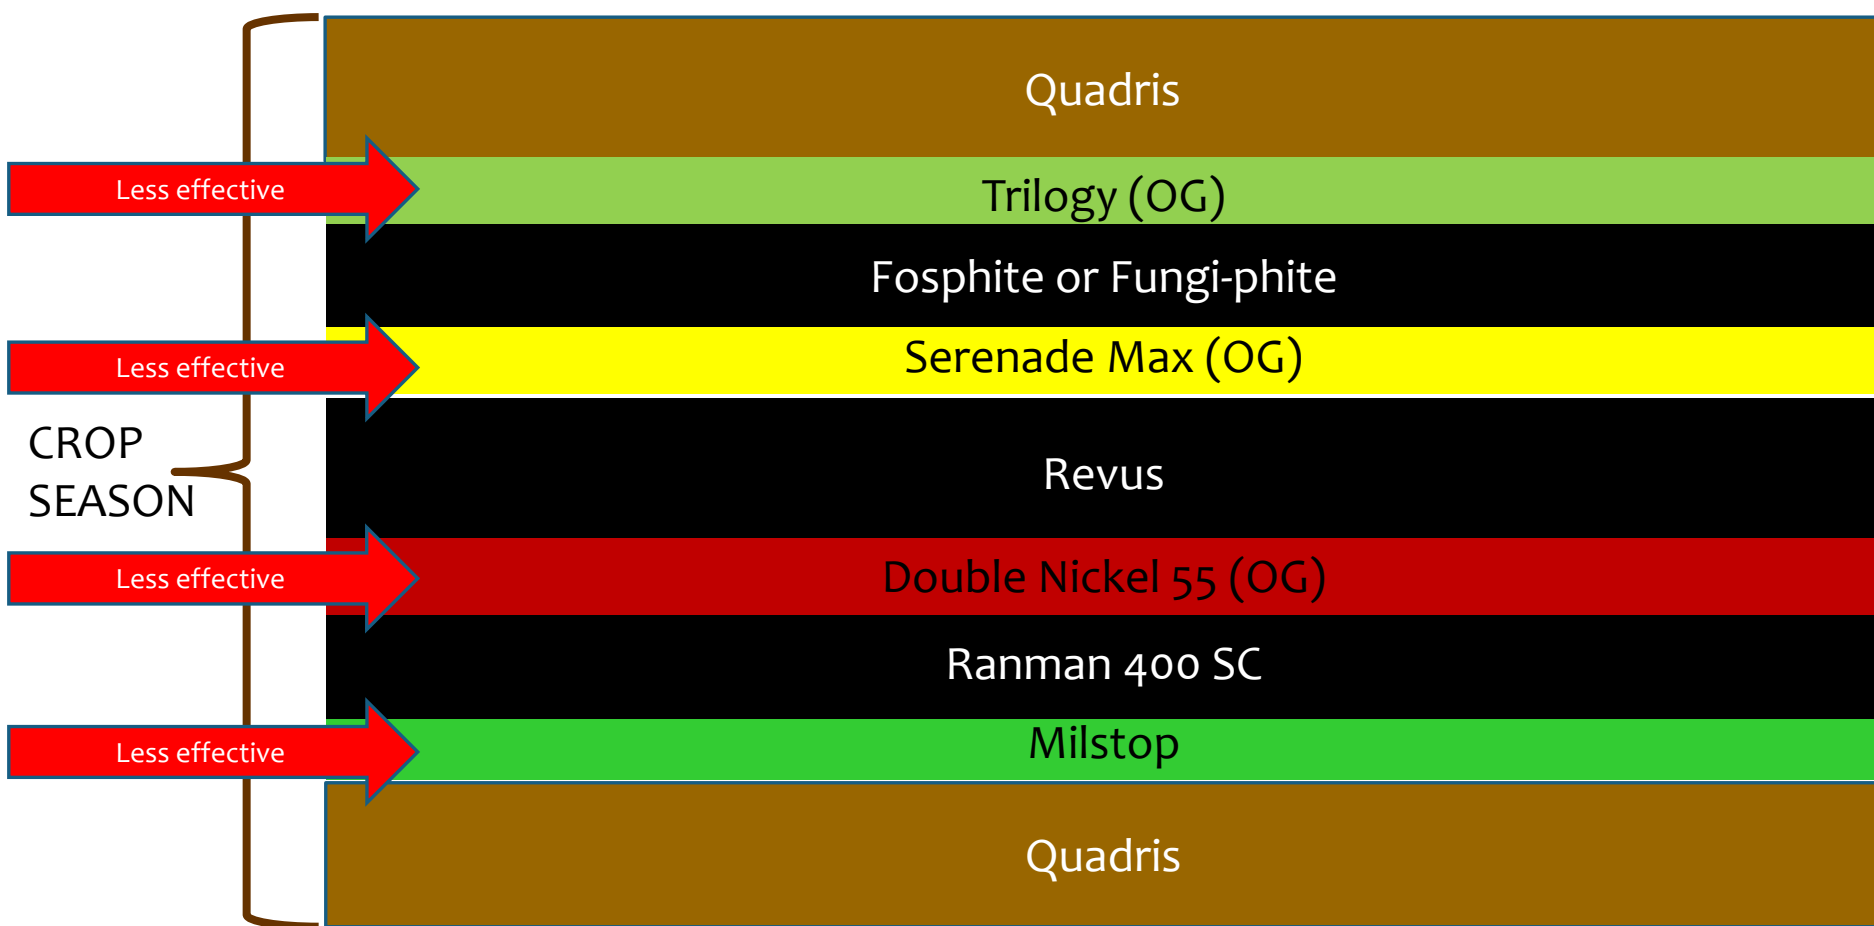 Quadris
Less effective
Trilogy (OG)
Fosphite or Fungi-phite
Less effective
Serenade Max (OG)
CROP
SEASON
Revus
Less effective
Double Nickel 55 (OG)
Ranman 400 SC
Less effective
Milstop
Quadris